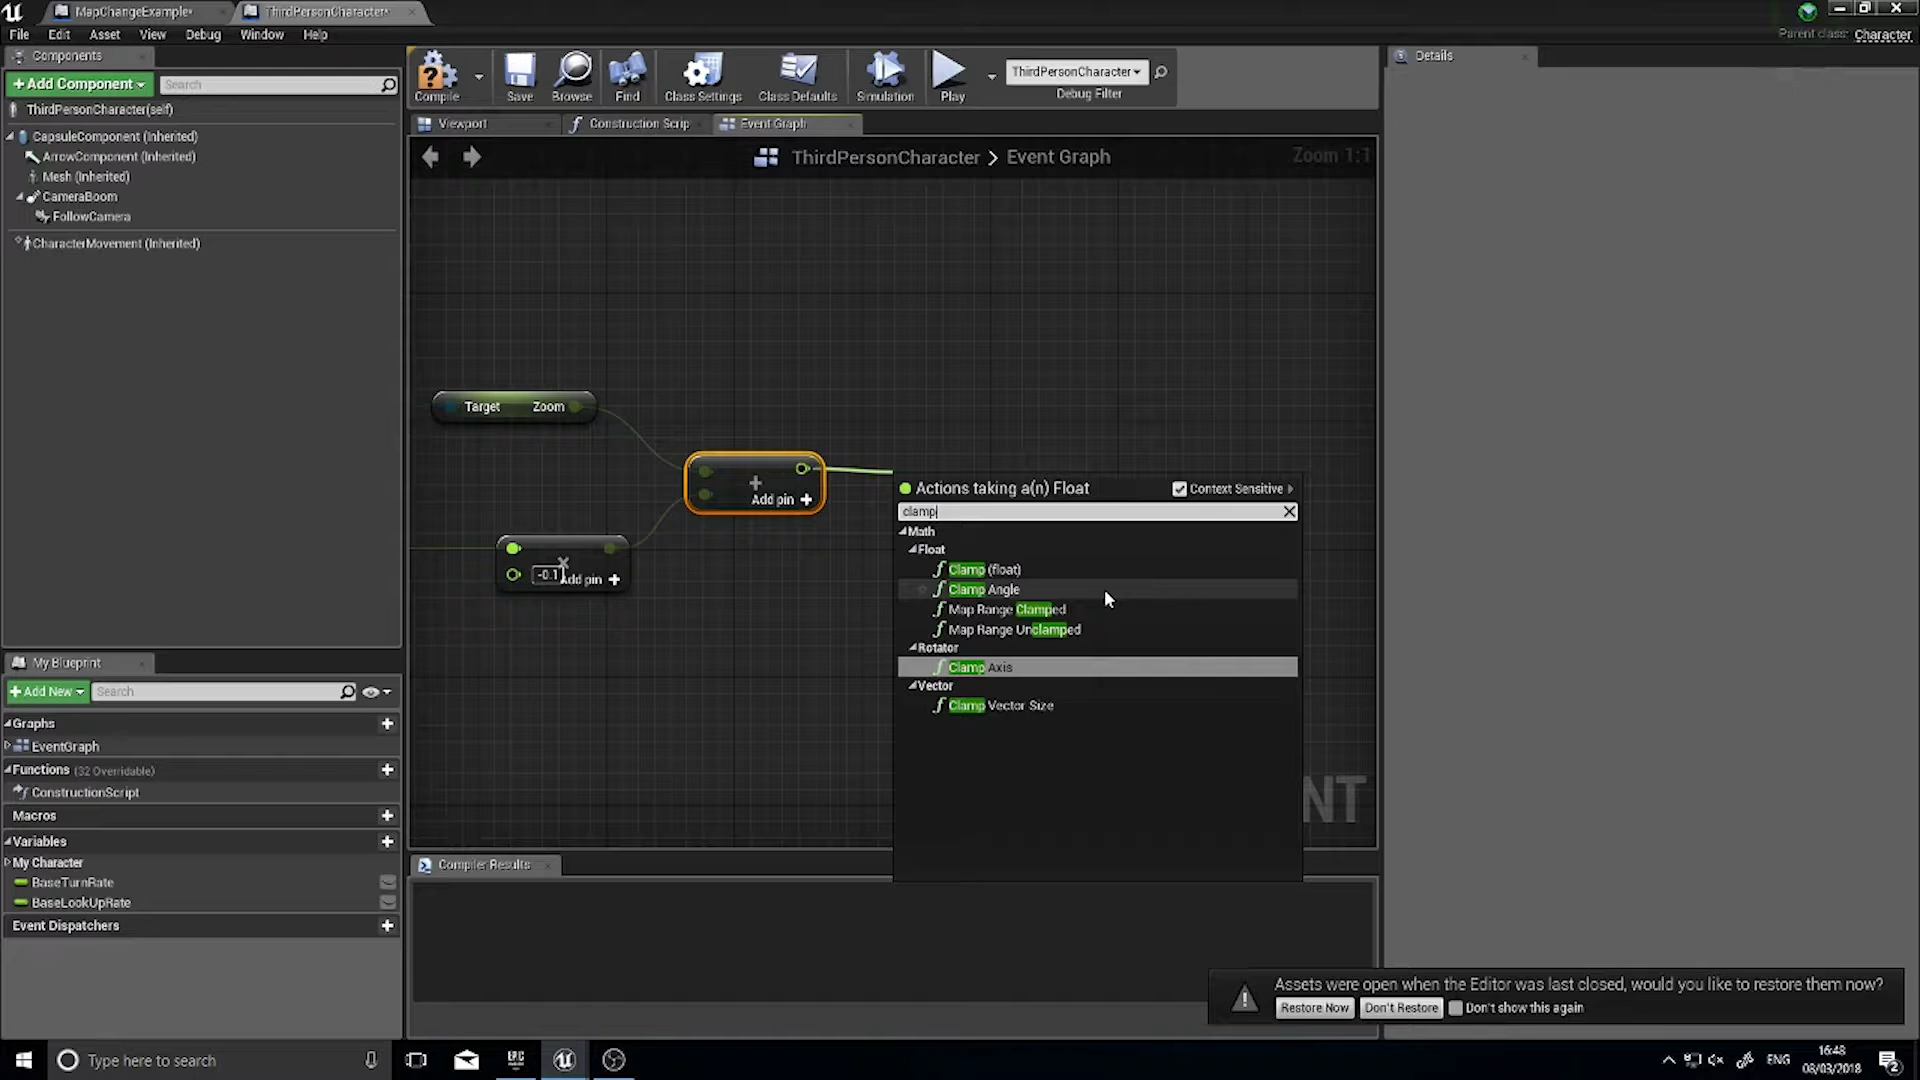 MapChangeExample*
ThirdPersonCharacter*
File Edit Asset View Debug Window Help
Parent class: Character
Components
+Add Component
Search
ThirdPersonCharacter(self)
CapsuleComponent (Inherited)
ArrowComponent (Inherited)
Mesh (Inherited)
CameraBoom
FollowCamera
CharacterMovement (Inherited)
Compile
Save
Browse
Find
Class Settings
Class Defaults
Simulation
Play
ThirdPersonCharacter
Debug Filter
Details
Viewport
Construction Scrip
Event Graph
ThirdPersonCharacter > Event Graph
Zoom 1:1
Target Zoom
+
Add pin +
-0.1
Add pin +
Actions taking a(n) Float
Context Sensitive
clamp
Math
Float
Clamp (float)
Clamp Angle
Map Range Clamped
Map Range Unclamped
Rotator
Clamp Axis
Vector
Clamp Vector Size
NT
My Blueprint
+Add New
Search
Graphs
EventGraph
Functions (32 Overridable)
ConstructionScript
Macros
Variables
My Character
BaseTurnRate
BaseLookUpRate
Event Dispatchers
Compiler Results
Assets were open when the Editor was last closed, would you like to restore them now?
Restore Now
Don't Restore
Don't show this again
Type here to search
EPIC
ENG
16:48
08/03/2018
2